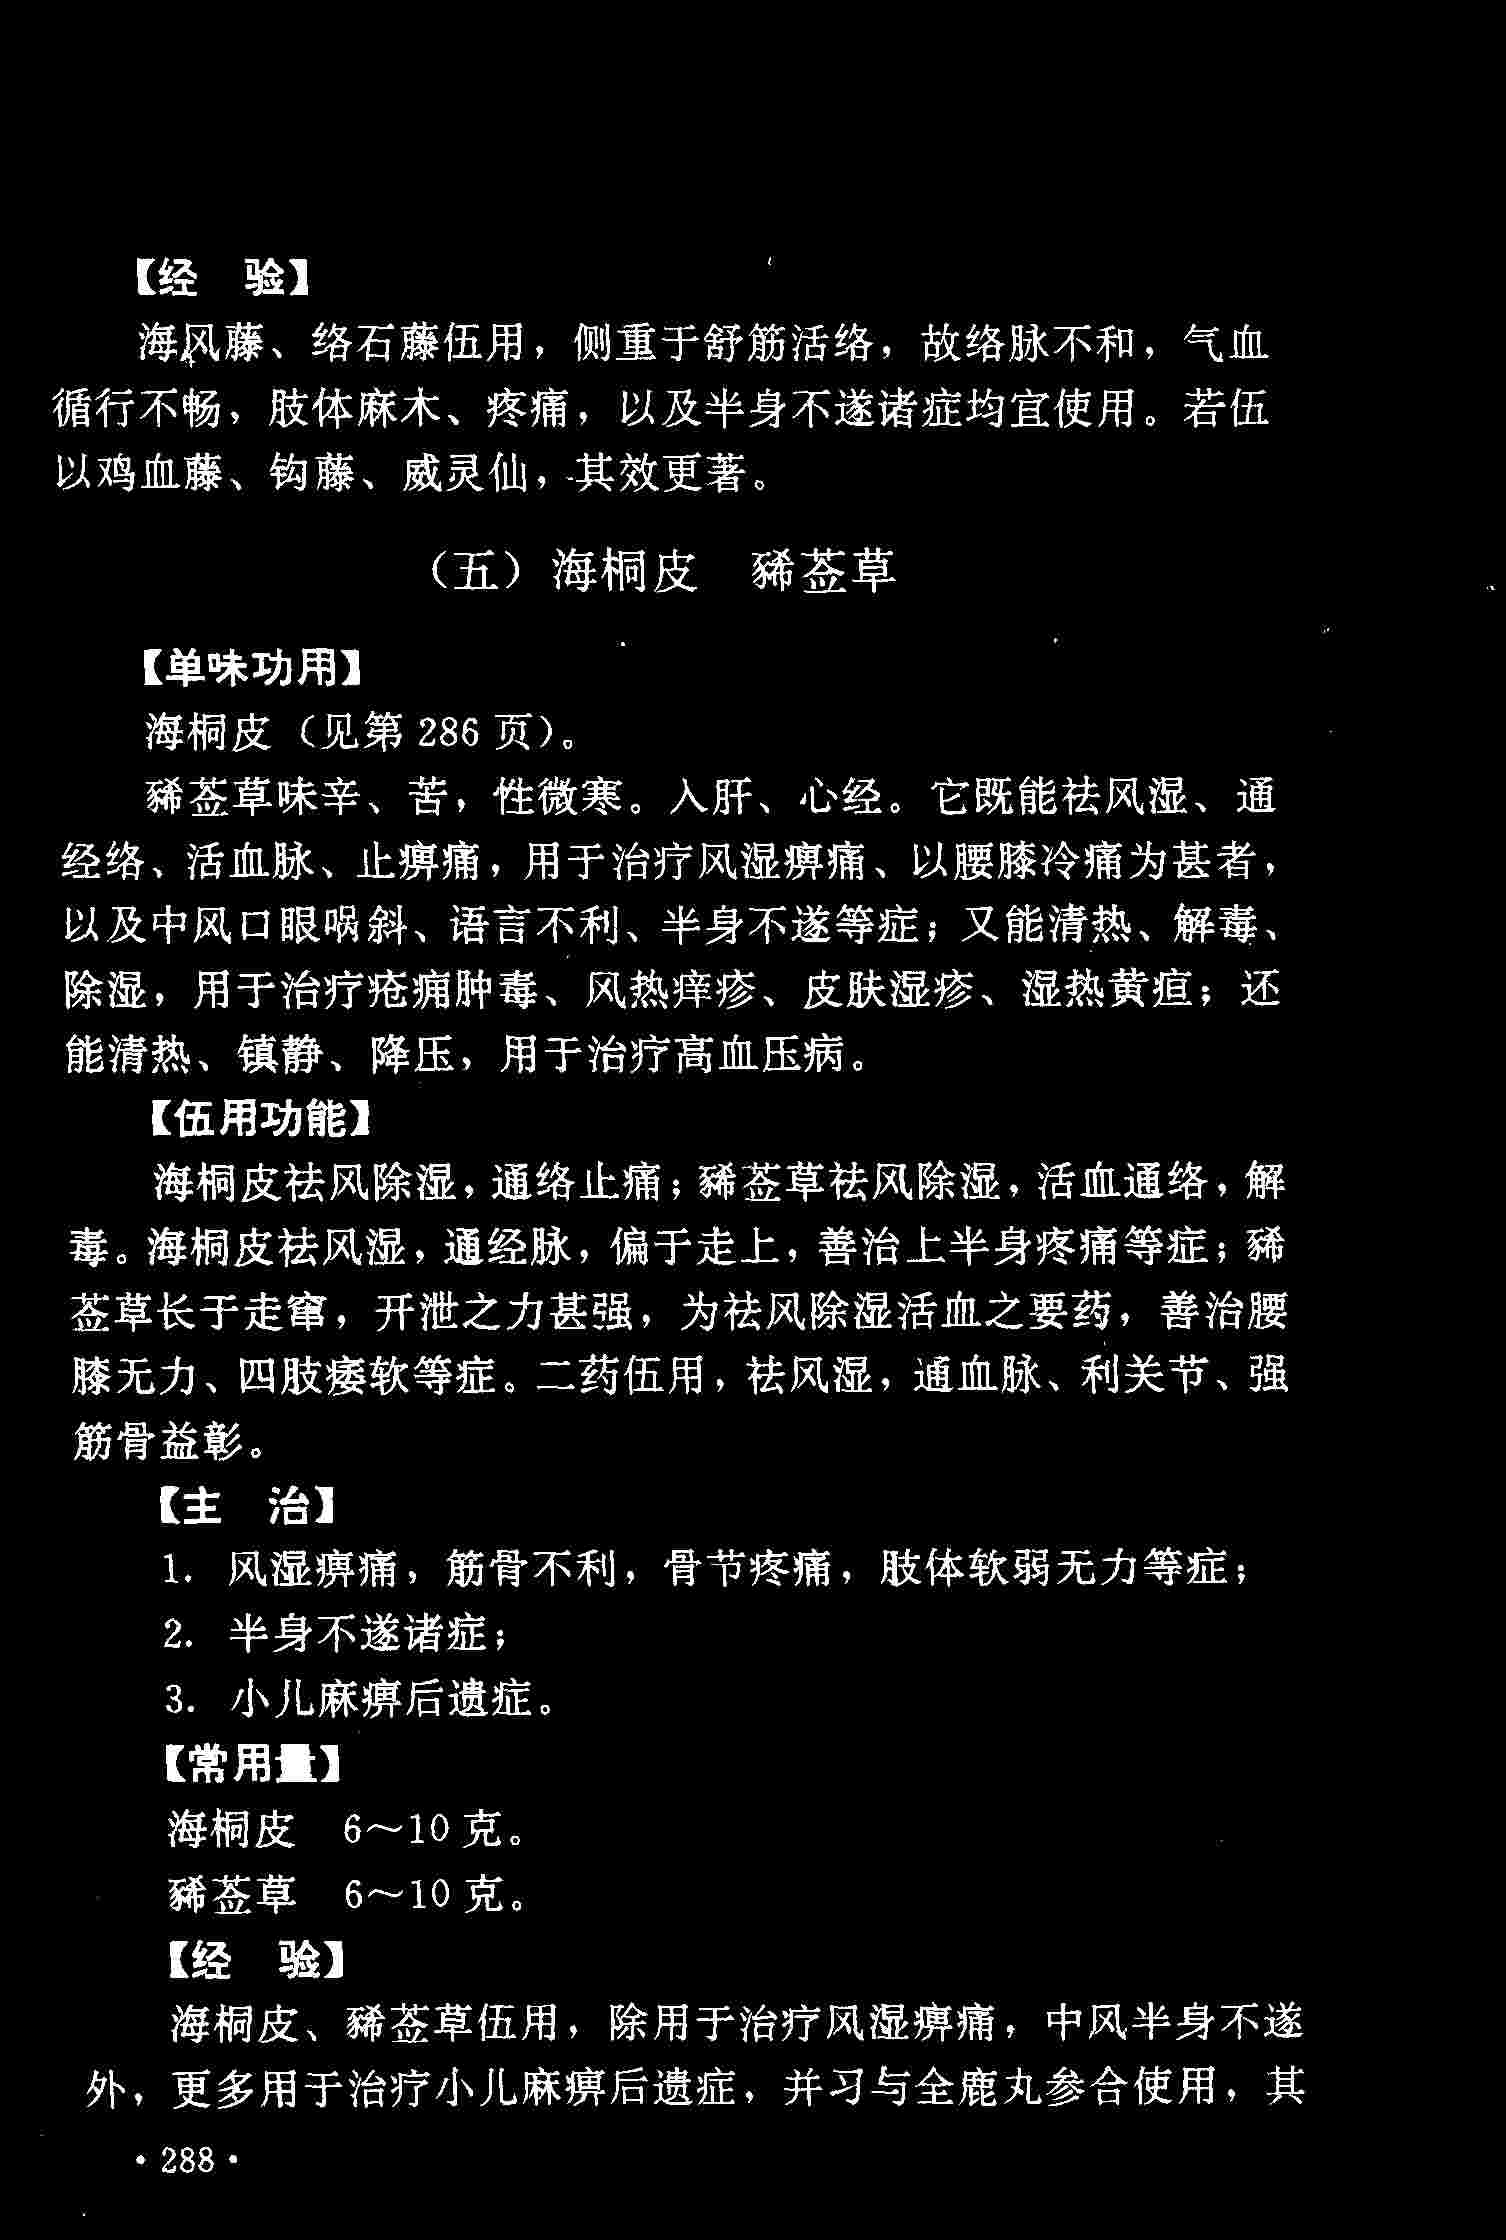 【经　验】
海风藤、络石藤伍用，侧重于舒筋活络，故络脉不和，气血
循行不畅，肢体麻木、疼痛，以及半身不遂诸症均宜使用。若伍
以鸡血藤、钩藤、威灵仙，其效更著。
（五）海桐皮　豨莶草
【单味功用】
海桐皮（见第 286 页）。
豨莶草味辛、苦，性微寒。入肝、心经。它既能祛风湿、通
经络、活血脉、止痹痛，用于治疗风湿痹痛、以腰膝冷痛为甚者，
以及中风口眼㖞斜、语言不利、半身不遂等症；又能清热、解毒、
除湿，用于治疗疮痈肿毒、风热痒疹、皮肤湿疹、湿热黄疸；还
能清热、镇静、降压，用于治疗高血压病。
【伍用功能】
海桐皮祛风除湿，通络止痛；豨莶草祛风除湿，活血通络，解
毒。海桐皮祛风湿，通经脉，偏于走上，善治上半身疼痛等症；豨
莶草长于走窜，开泄之力甚强，为祛风除湿活血之要药，善治腰
膝无力、四肢痿软等症。二药伍用，祛风湿，通血脉、利关节、强
筋骨益彰。
【主　治】
1. 风湿痹痛，筋骨不利，骨节疼痛，肢体软弱无力等症；
2. 半身不遂诸症；
3. 小儿麻痹后遗症。
【常用量】
海桐皮　6～10 克。
豨莶草　6～10 克。
【经　验】
海桐皮、豨莶草伍用，除用于治疗风湿痹痛，中风半身不遂
外，更多用于治疗小儿麻痹后遗症，并习与全鹿丸参合使用，其
·288·